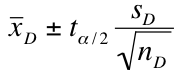 x̄_D ± t_{α/2} s_D / √n_D